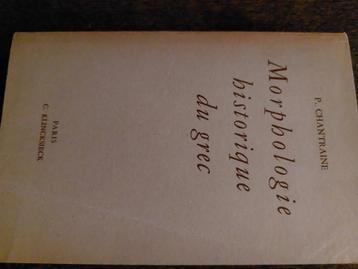 P. CHANTRAINE
Morphologie
historique
du grec
PARIS
C. KLINCKSIECK